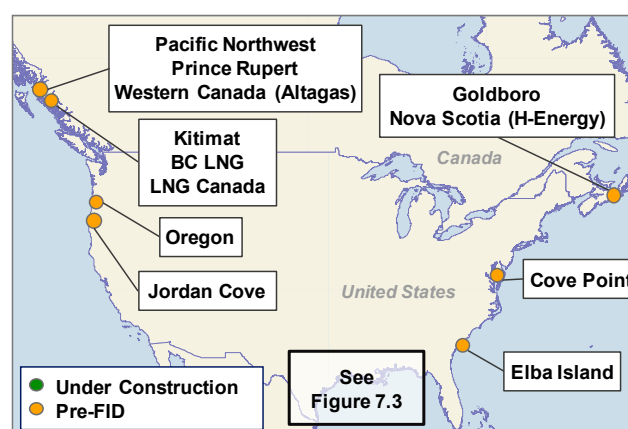 Pacific Northwest
Prince Rupert
Western Canada (Altagas)
Goldboro
Nova Scotia (H-Energy)
Kitimat
BC LNG
LNG Canada
Canada
Oregon
Jordan Cove
United States
Cove Point
Elba Island
See
Figure 7.3
Under Construction
Pre-FID